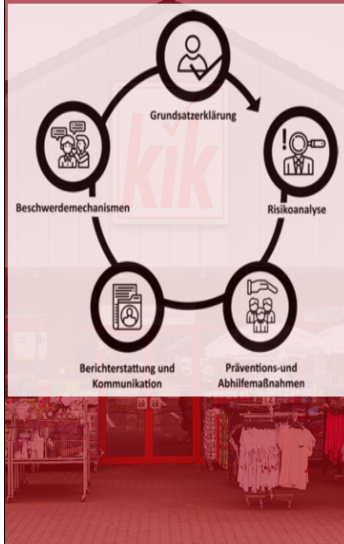 Grundsatzerklärung
kik
Beschwerdemechanismen
Risikoanalyse
Berichterstattung und
Kommunikation
Präventions-und
Abhilfemaßnahmen